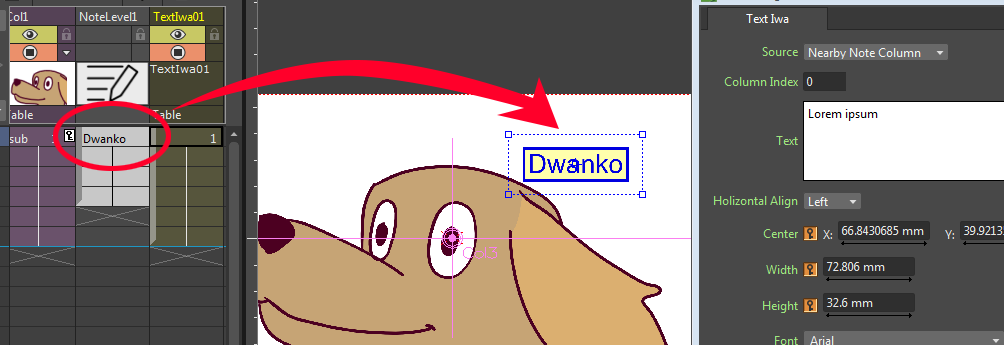 Col1
NoteLevel1
TextIwa01
TextIwa01
able
Table
sub
Dwanko
1
Dwanko
Col1
Text Iwa
Source
Nearby Note Column
Column Index
0
Text
Lorem ipsum
Holizontal Align
Left
Center
X:
66.8430685 mm
Y:
39.9213
Width
72.806 mm
Height
32.6 mm
Font
Arial